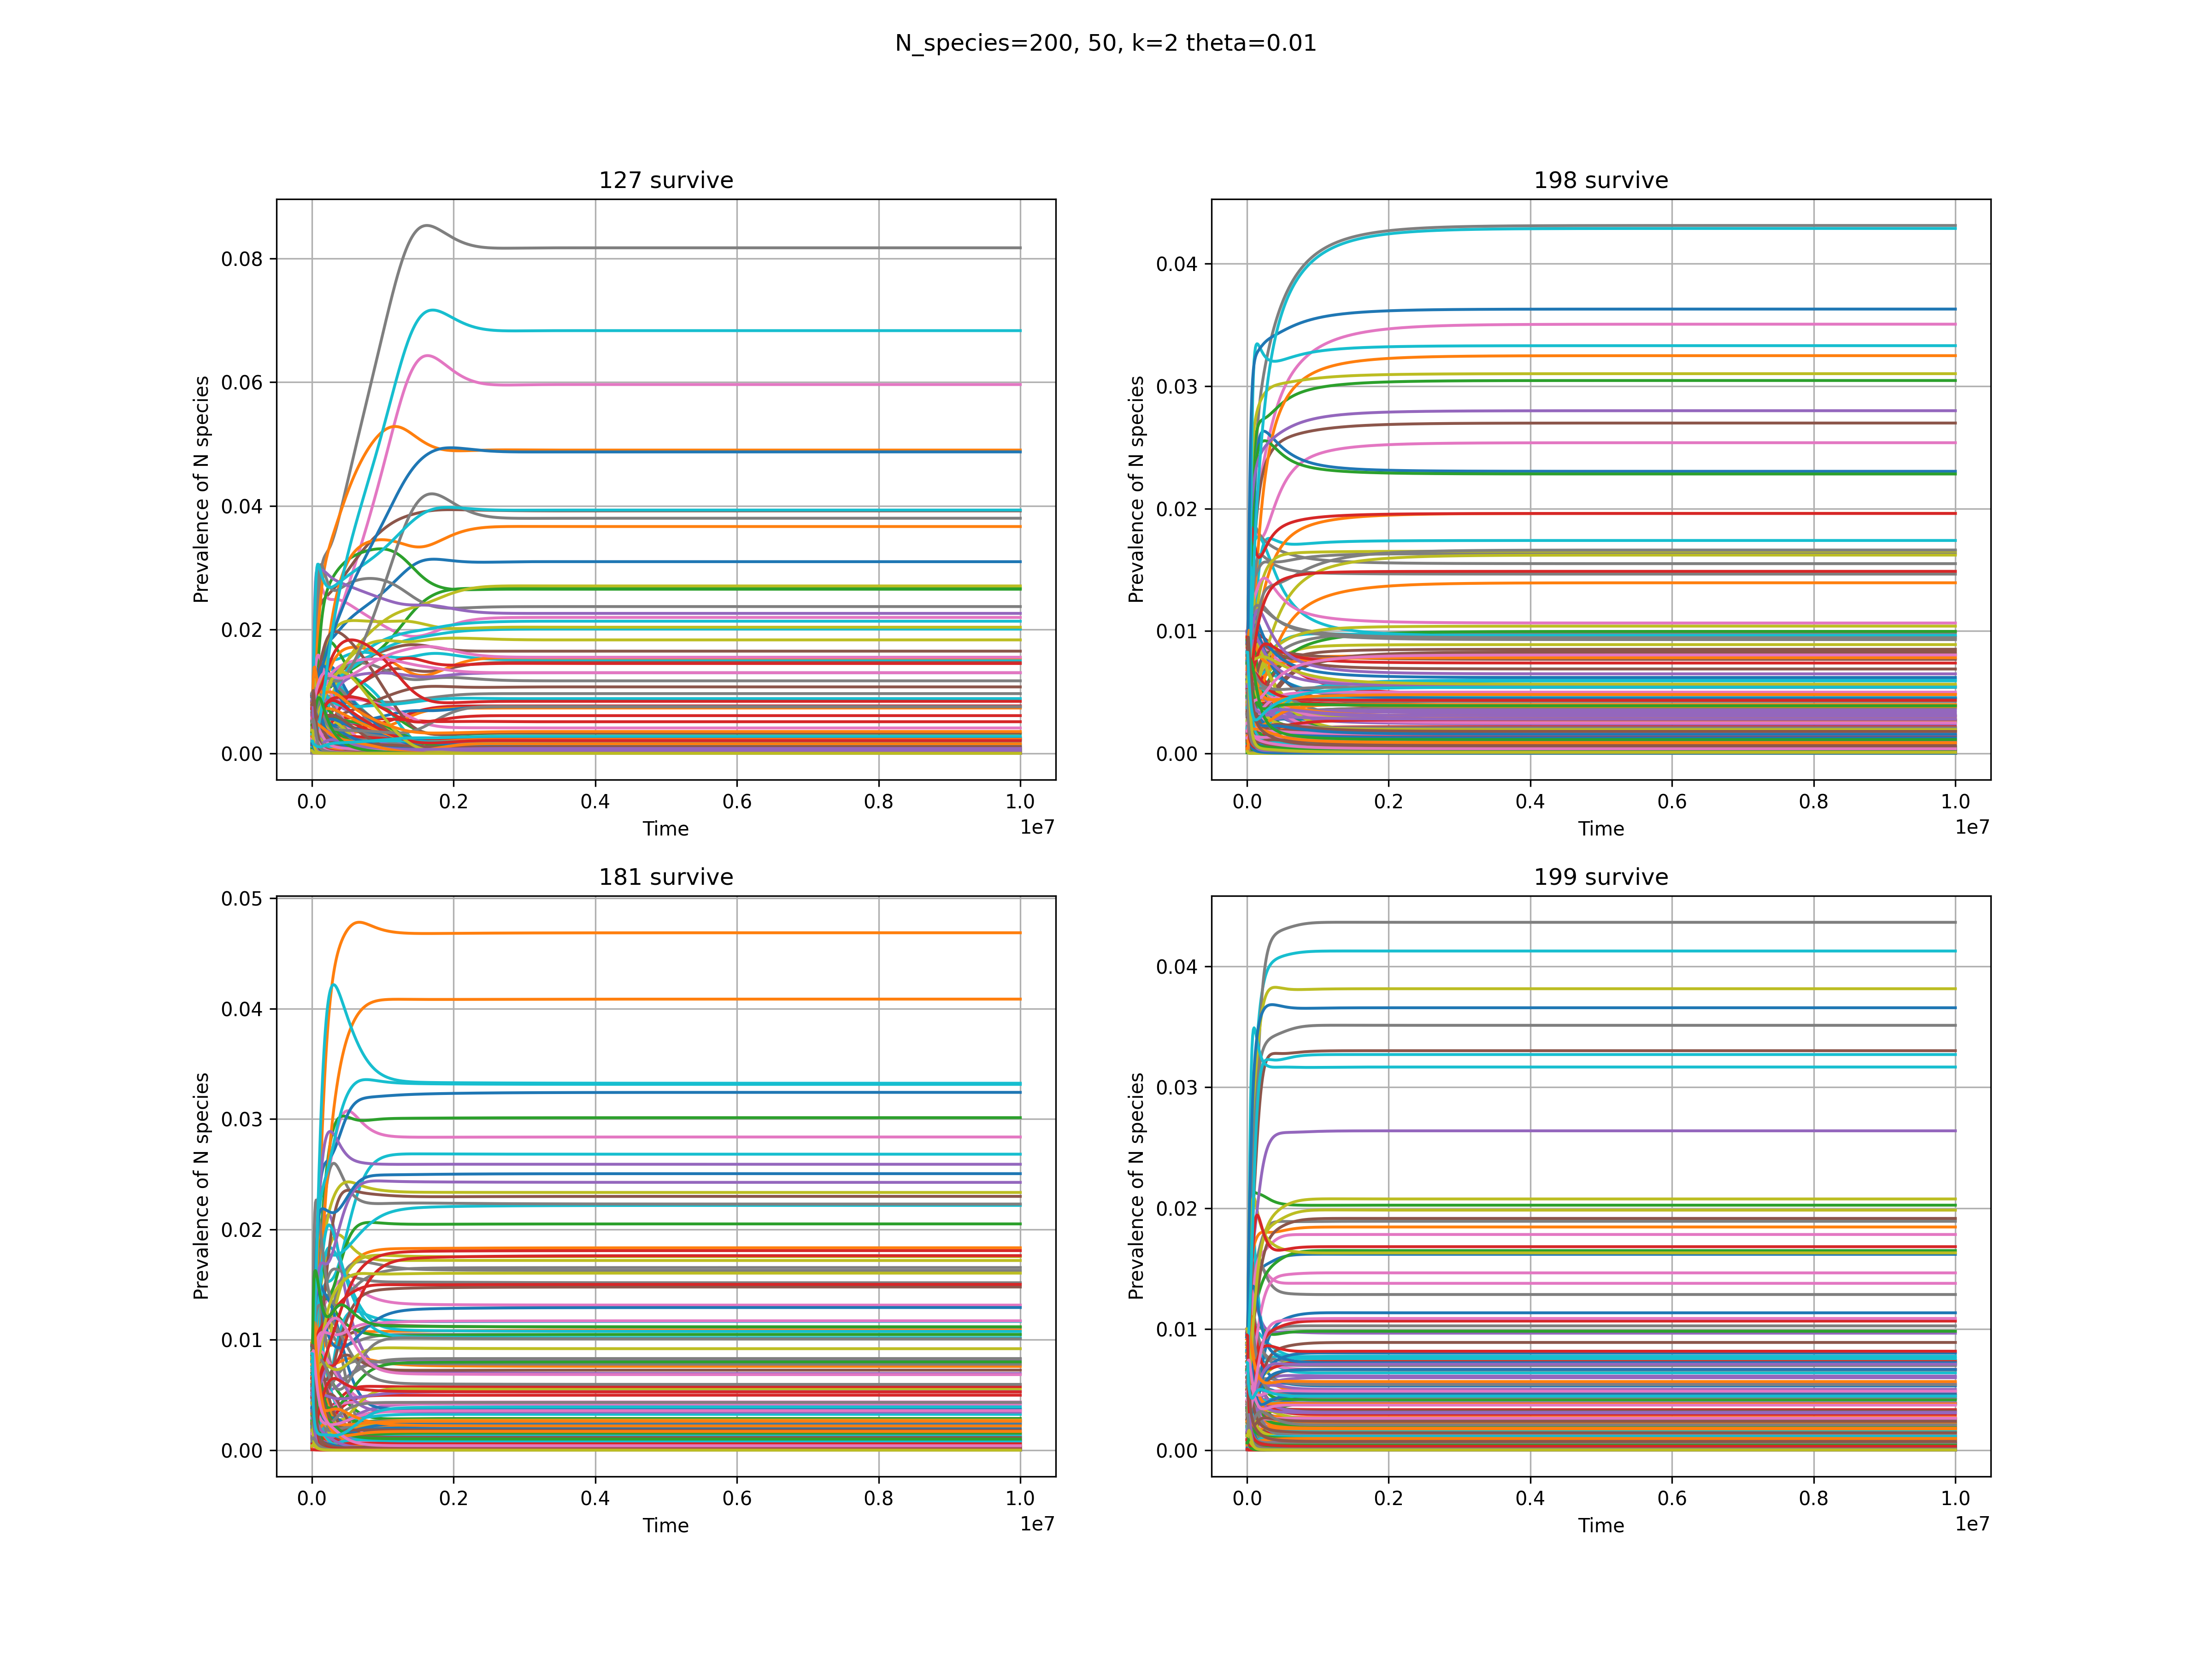 N_species=200, 50, k=2 theta=0.01
127 survive
Prevalence of N species
0.08
0.06
0.04
0.02
0.00
0.0 0.2 0.4 0.6 0.8 1.0
Time
1e7
198 survive
Prevalence of N species
0.04
0.03
0.02
0.01
0.00
0.0 0.2 0.4 0.6 0.8 1.0
Time
1e7
181 survive
Prevalence of N species
0.05
0.04
0.03
0.02
0.01
0.00
0.0 0.2 0.4 0.6 0.8 1.0
Time
1e7
199 survive
Prevalence of N species
0.04
0.03
0.02
0.01
0.00
0.0 0.2 0.4 0.6 0.8 1.0
Time
1e7